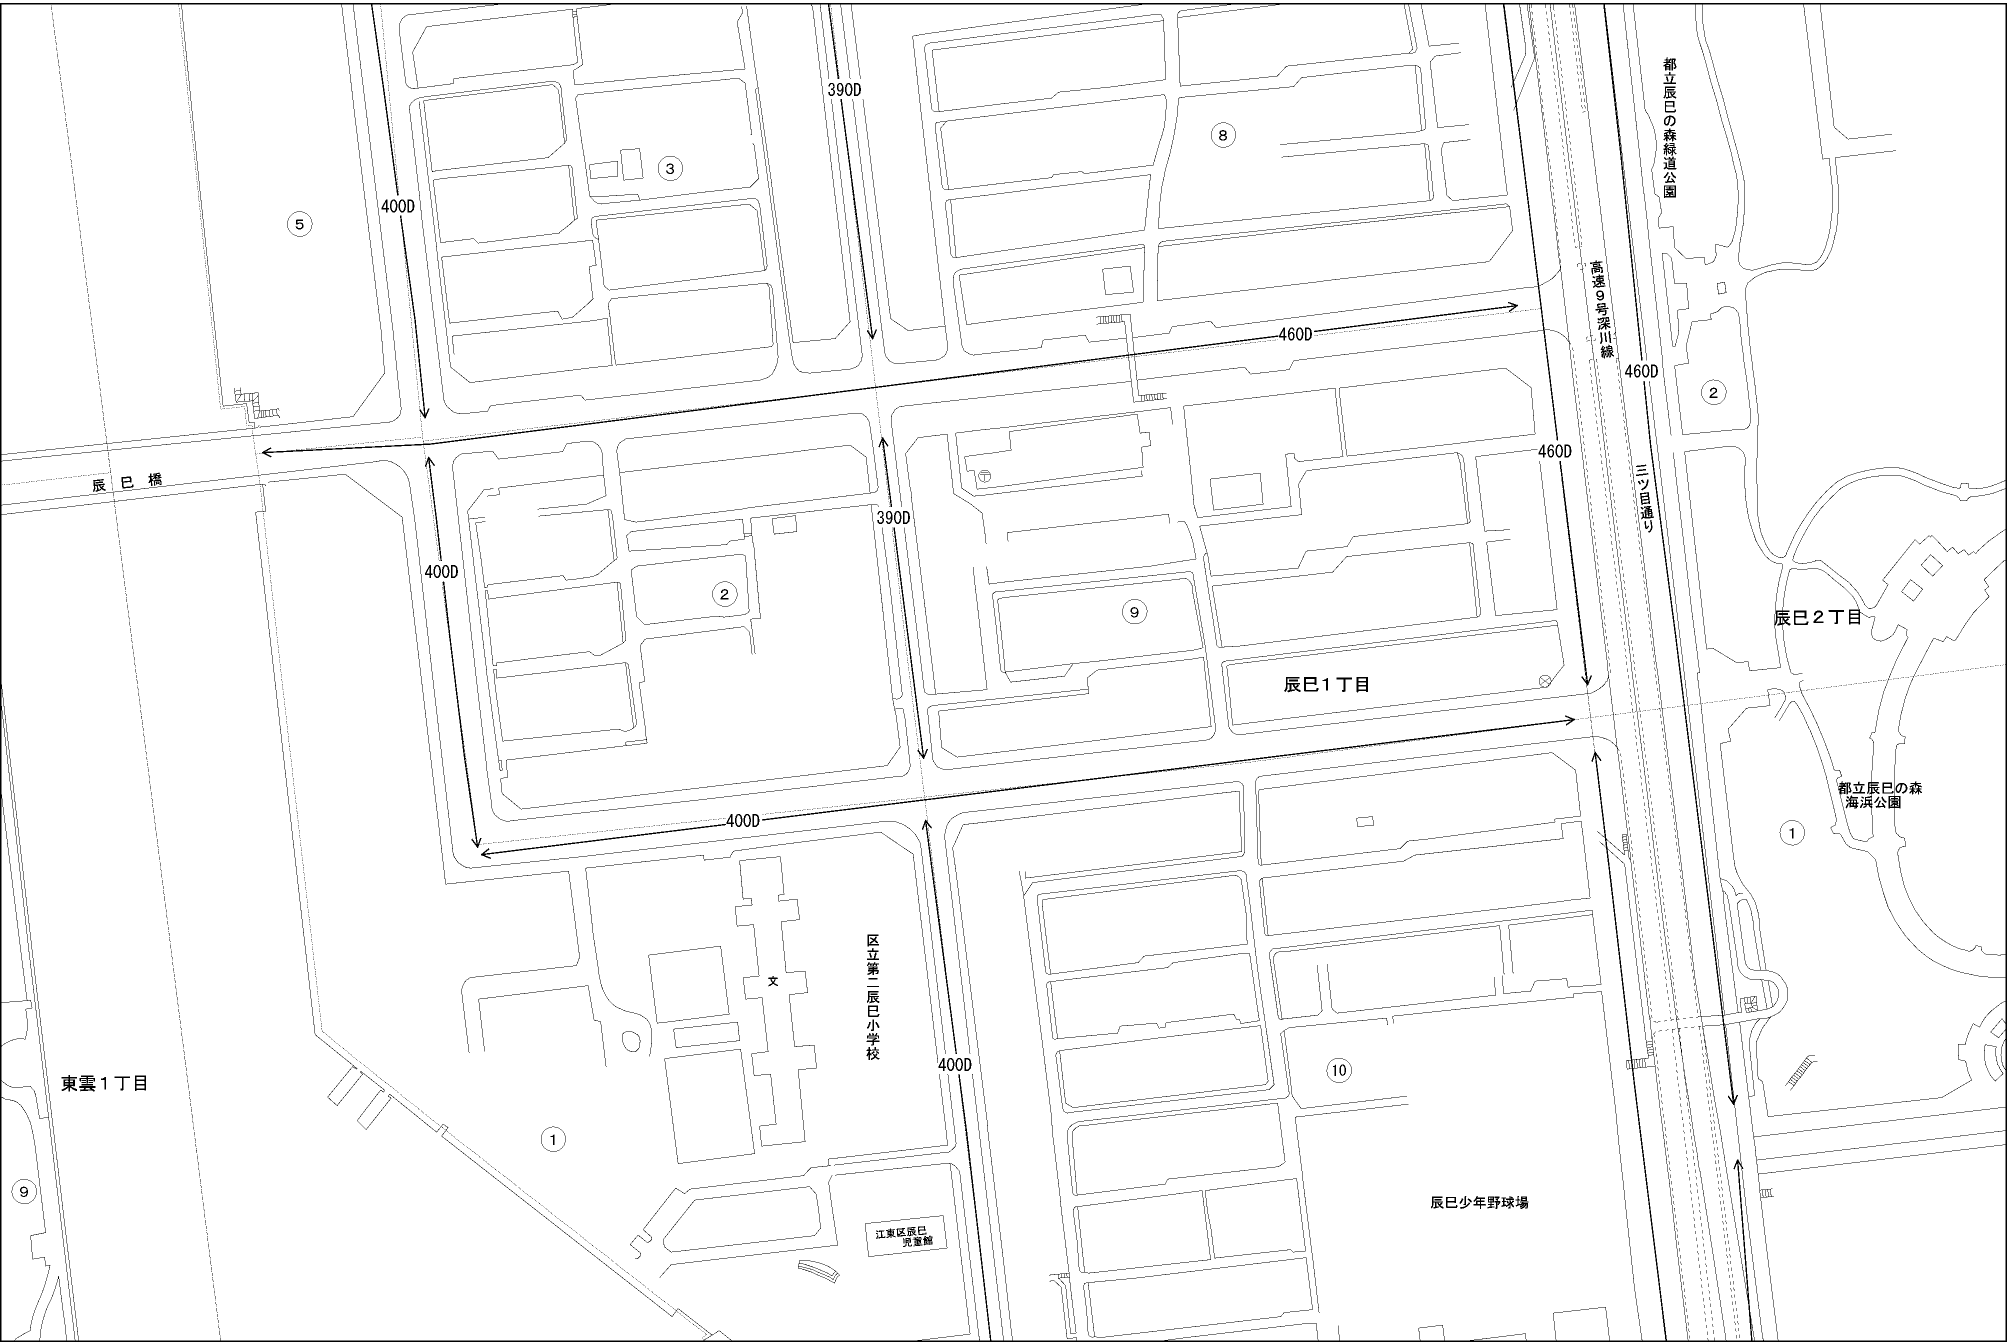 390D
都立辰巳の森緑道公園
⑧
③
400D
⑤
高速9号深川線
460D
460D
②
460D
辰巳橋
三ツ目通り
390D
400D
②
⑨
辰巳2丁目
辰巳1丁目
都立辰巳の森
海浜公園
400D
①
区立第二辰巳小学校
文
400D
⑩
東雲1丁目
①
⑨
辰巳少年野球場
江東区辰巳
児童館